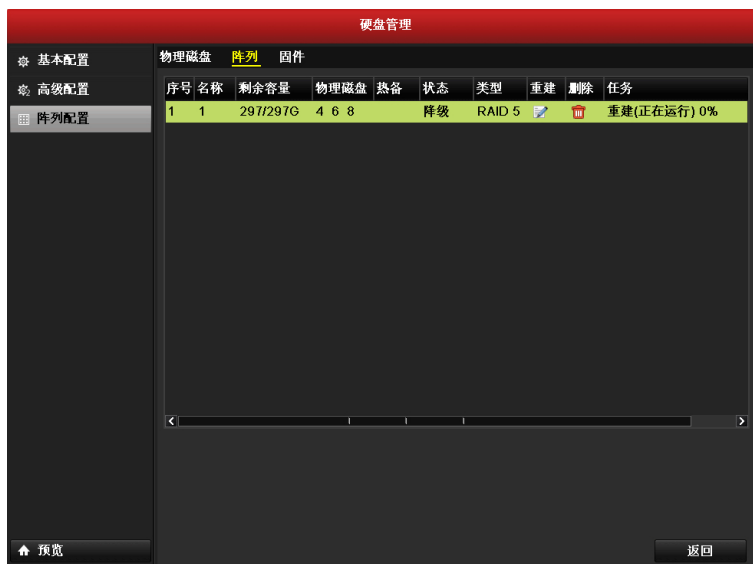 硬盘管理
基本配置
高级配置
阵列配置
物理磁盘 阵列 固件
序号 名称 剩余容量 物理磁盘 热备 状态 类型 重建 删除 任务
1 1 297/297G 4 6 8 降级 RAID 5 重建(正在运行) 0%
预览
返回